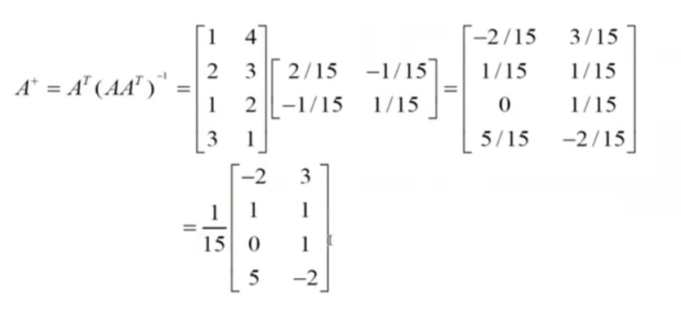 A⁺ = Aᵀ(AAᵀ)⁻¹ = [1 4; 2 3; 1 2; 3 1] [2/15 −1/15; −1/15 1/15] = [−2/15 3/15; 1/15 1/15; 0 1/15; 5/15 −2/15]
= 1/15 [−2 3; 1 1; 0 1; 5 −2]